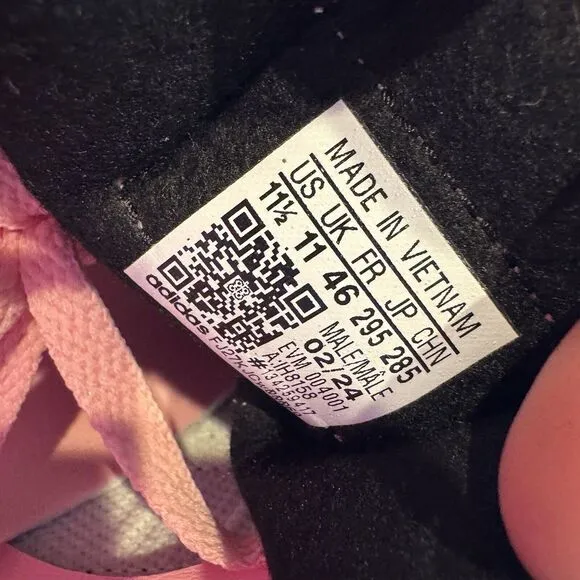 MADE IN VIETNAM
US UK FR JP CHN
11½ 11 46 295 285
MALE/MÂLE
02/24
EVM 004001
adidas